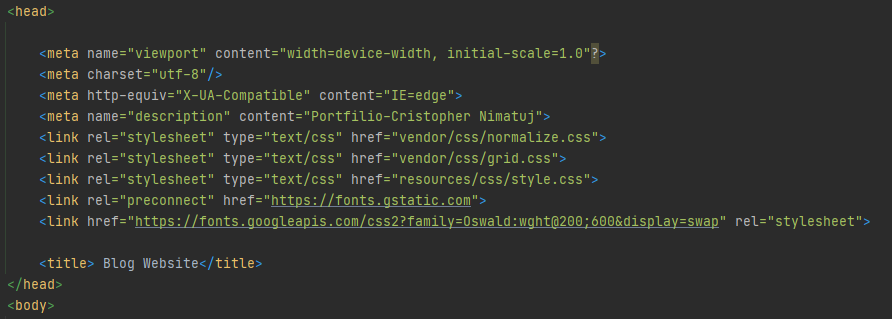 <head>
<meta name="viewport" content="width=device-width, initial-scale=1.0"?>
<meta charset="utf-8"/>
<meta http-equiv="X-UA-Compatible" content="IE=edge">
<meta name="description" content="Portfilio-Cristopher Nimatuj">
<link rel="stylesheet" type="text/css" href="vendor/css/normalize.css">
<link rel="stylesheet" type="text/css" href="vendor/css/grid.css">
<link rel="stylesheet" type="text/css" href="resources/css/style.css">
<link rel="preconnect" href="https://fonts.gstatic.com">
<link href="https://fonts.googleapis.com/css2?family=Oswald:wght@200;600&display=swap" rel="stylesheet">
<title> Blog Website</title>
</head>
<body>